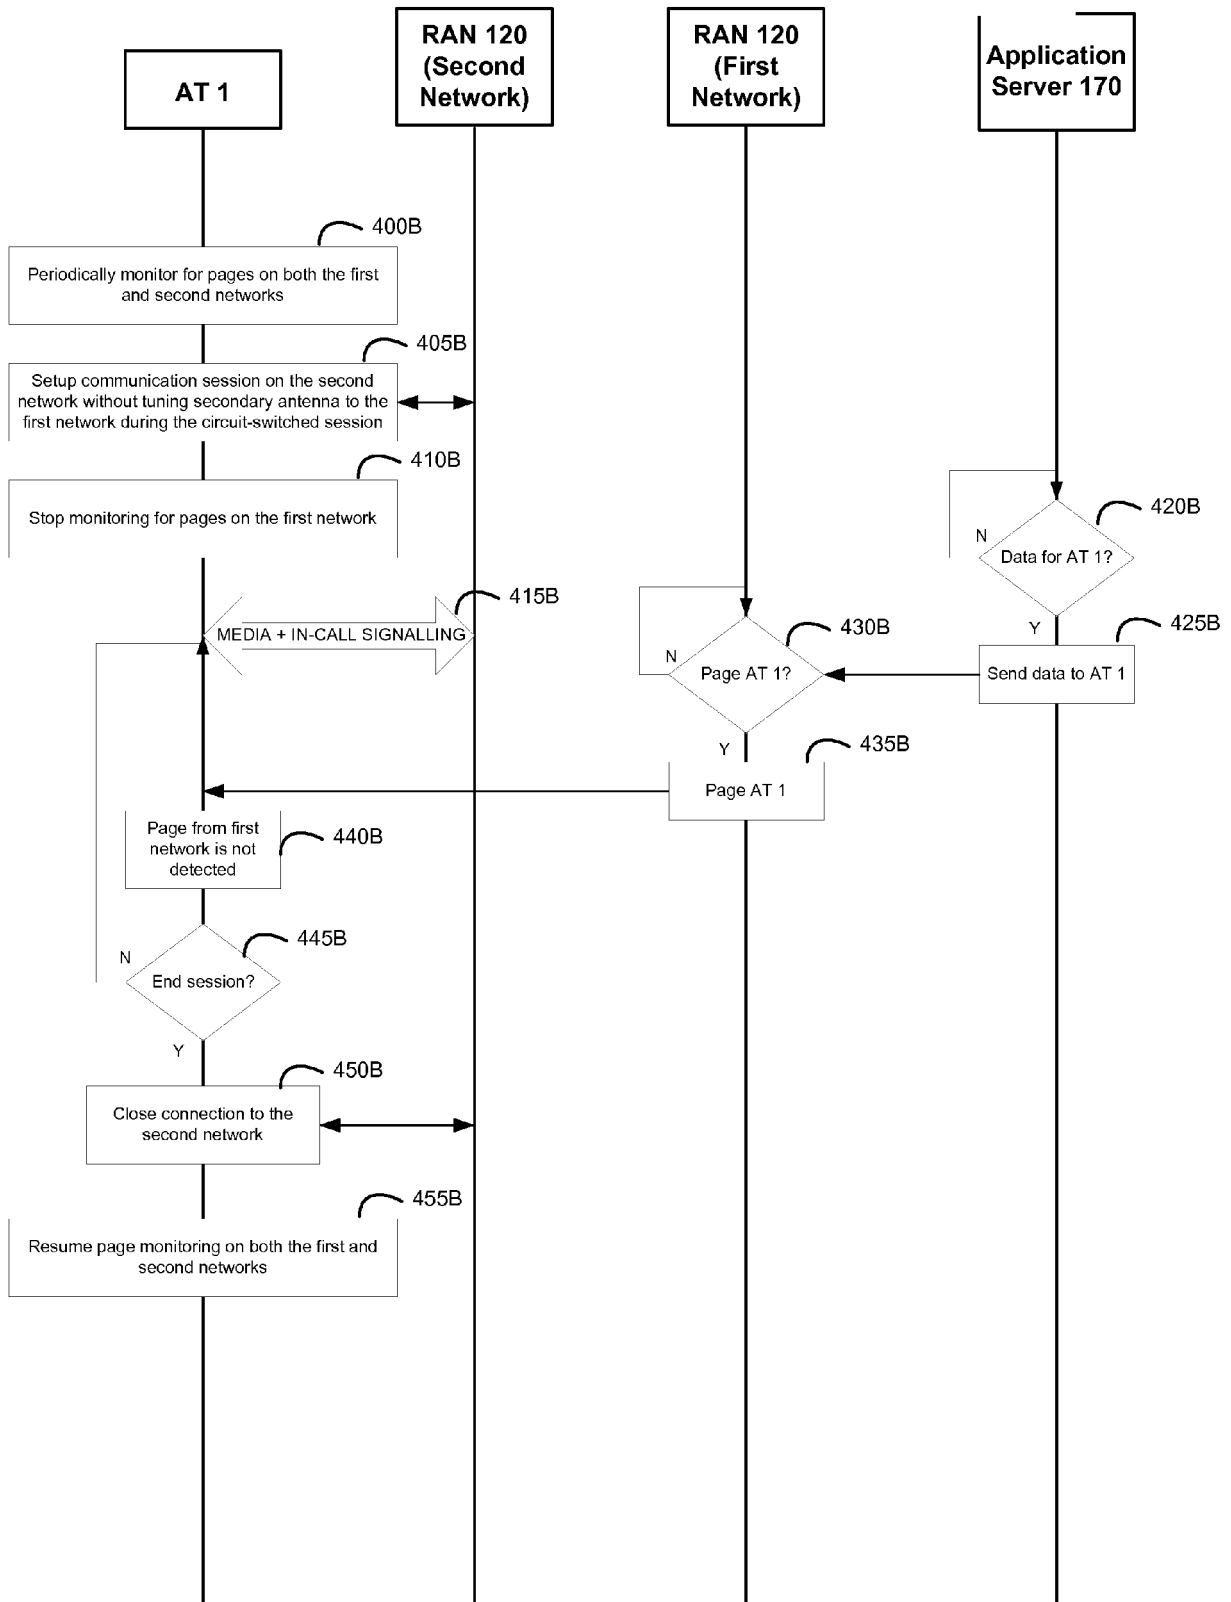 AT 1
RAN 120
(Second
Network)
RAN 120
(First
Network)
Application
Server 170
400B
Periodically monitor for pages on both the first
and second networks
405B
Setup communication session on the second
network without tuning secondary antenna to the
first network during the circuit-switched session
410B
Stop monitoring for pages on the first network
420B
N
Data for AT 1?
Y
415B
MEDIA + IN-CALL SIGNALLING
430B
N
Page AT 1?
Y
425B
Send data to AT 1
435B
Page AT 1
Page from first
network is not
detected
440B
445B
N
End session?
Y
450B
Close connection to the
second network
455B
Resume page monitoring on both the first and
second networks